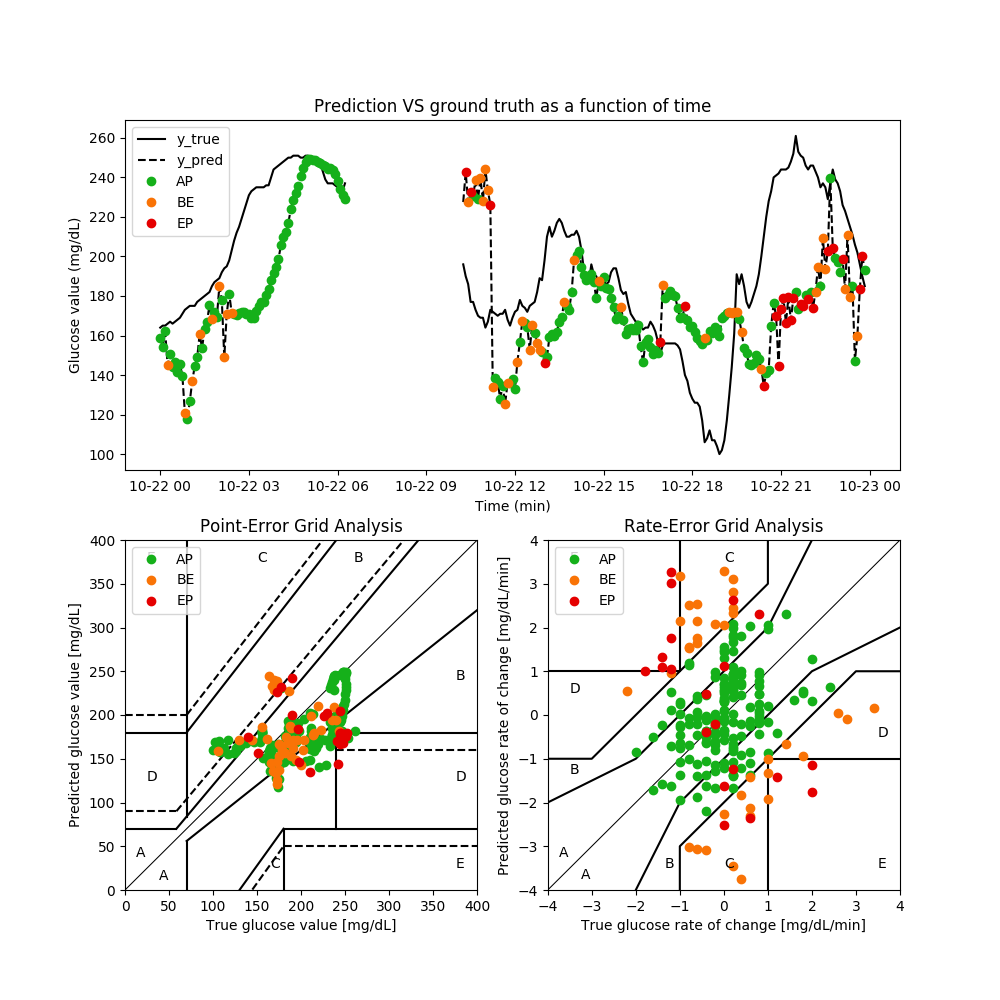 Prediction VS ground truth as a function of time
y_true
y_pred
AP
BE
EP
260
240
220
200
180
160
140
120
100
Glucose value (mg/dL)
10-22 00 10-22 03 10-22 06 10-22 09 10-22 12 10-22 15 10-22 18 10-22 21 10-23 00
Time (min)
Point-Error Grid Analysis
AP
BE
EP
C B
B
D D
A
A
C E
400
350
300
250
200
150
100
50
0
Predicted glucose value [mg/dL]
0 50 100 150 200 250 300 350 400
True glucose value [mg/dL]
Rate-Error Grid Analysis
AP
BE
EP
C
D
D
B
A
A
B C E
4
3
2
1
0
−1
−2
−3
−4
Predicted glucose rate of change [mg/dL/min]
−4 −3 −2 −1 0 1 2 3 4
True glucose rate of change [mg/dL/min]